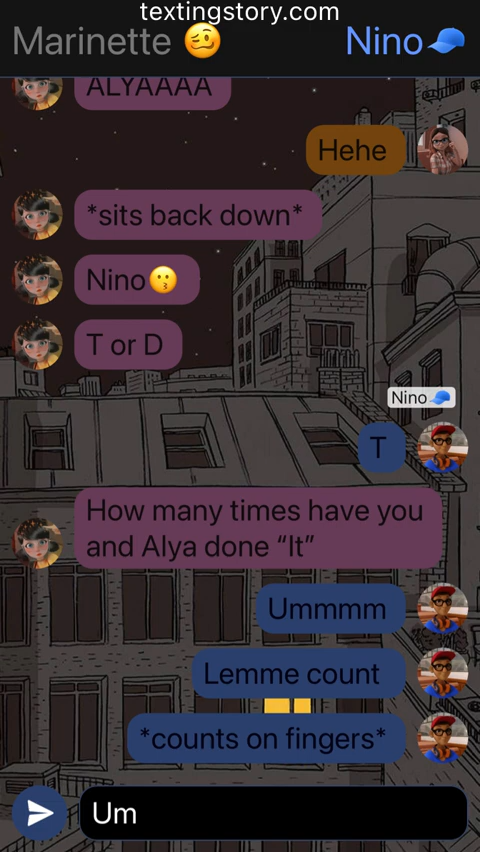 textingstory.com
Marinette 🥴 Nino🧢
ALYAAAA
Hehe
*sits back down*
Nino😗
T or D
Nino🧢
T
How many times have you
and Alya done “It”
Ummmm
Lemme count
*counts on fingers*
Um